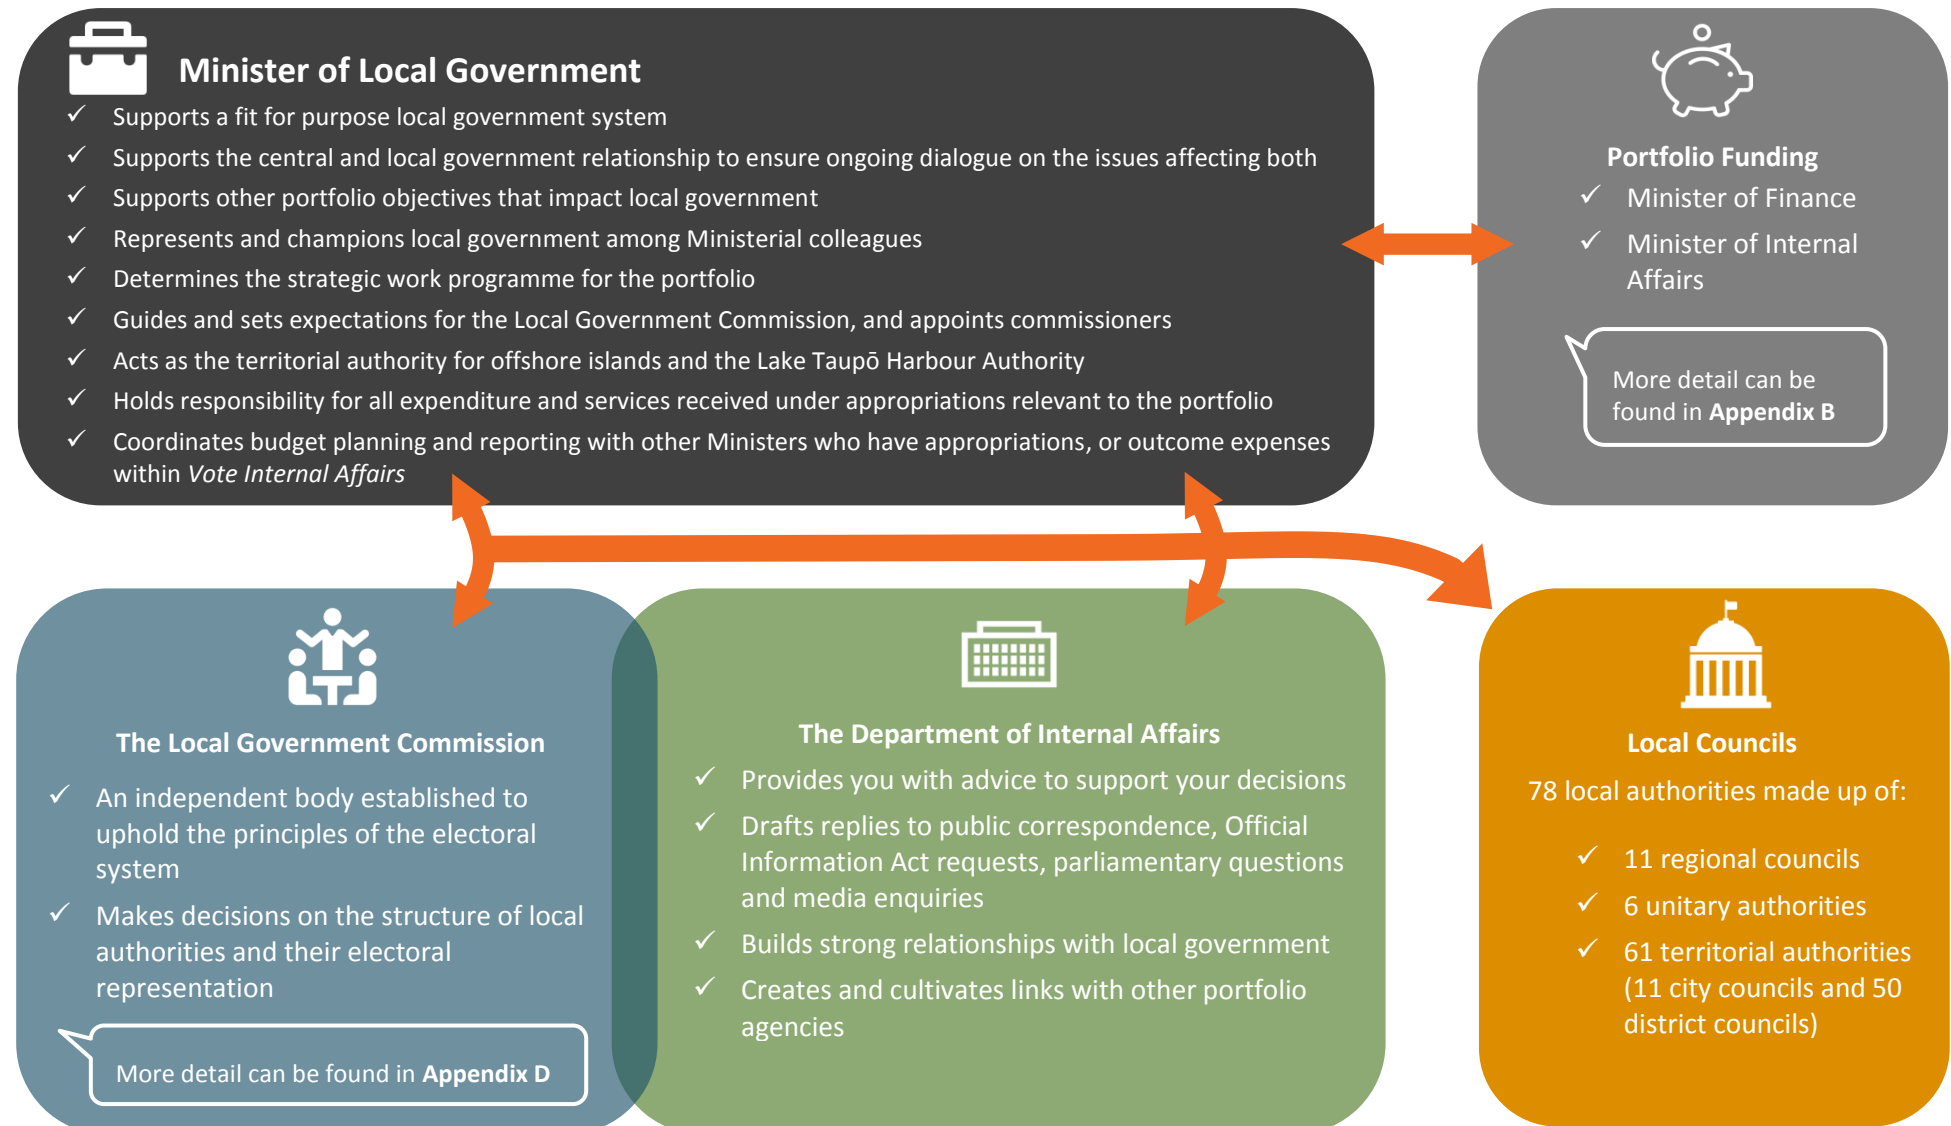 Minister of Local Government
Supports a fit for purpose local government system
Supports the central and local government relationship to ensure ongoing dialogue on the issues affecting both
Supports other portfolio objectives that impact local government
Represents and champions local government among Ministerial colleagues
Determines the strategic work programme for the portfolio
Guides and sets expectations for the Local Government Commission, and appoints commissioners
Acts as the territorial authority for offshore islands and the Lake Taupō Harbour Authority
Holds responsibility for all expenditure and services received under appropriations relevant to the portfolio
Coordinates budget planning and reporting with other Ministers who have appropriations, or outcome expenses
within Vote Internal Affairs
Portfolio Funding
Minister of Finance
Minister of Internal
Affairs
More detail can be
found in Appendix B
The Local Government Commission
An independent body established to
uphold the principles of the electoral
system
Makes decisions on the structure of local
authorities and their electoral
representation
More detail can be found in Appendix D
The Department of Internal Affairs
Provides you with advice to support your decisions
Drafts replies to public correspondence, Official
Information Act requests, parliamentary questions
and media enquiries
Builds strong relationships with local government
Creates and cultivates links with other portfolio
agencies
Local Councils
78 local authorities made up of:
11 regional councils
6 unitary authorities
61 territorial authorities
(11 city councils and 50
district councils)